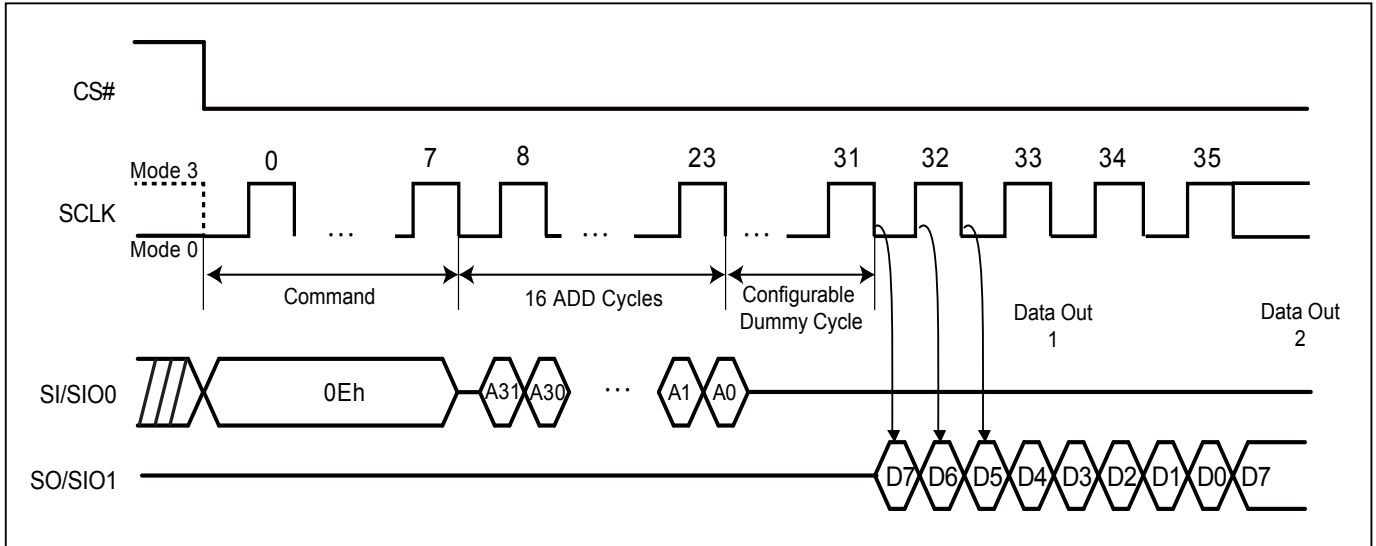 CS#
Mode 3
0 7 8 23 31 32 33 34 35
SCLK
... ... ...
Mode 0
Command
16 ADD Cycles
Configurable
Dummy Cycle
Data Out
1
Data Out
2
SI/SIO0
0Eh
A31 A30 ... A1 A0
SO/SIO1
D7 D6 D5 D4 D3 D2 D1 D0 D7